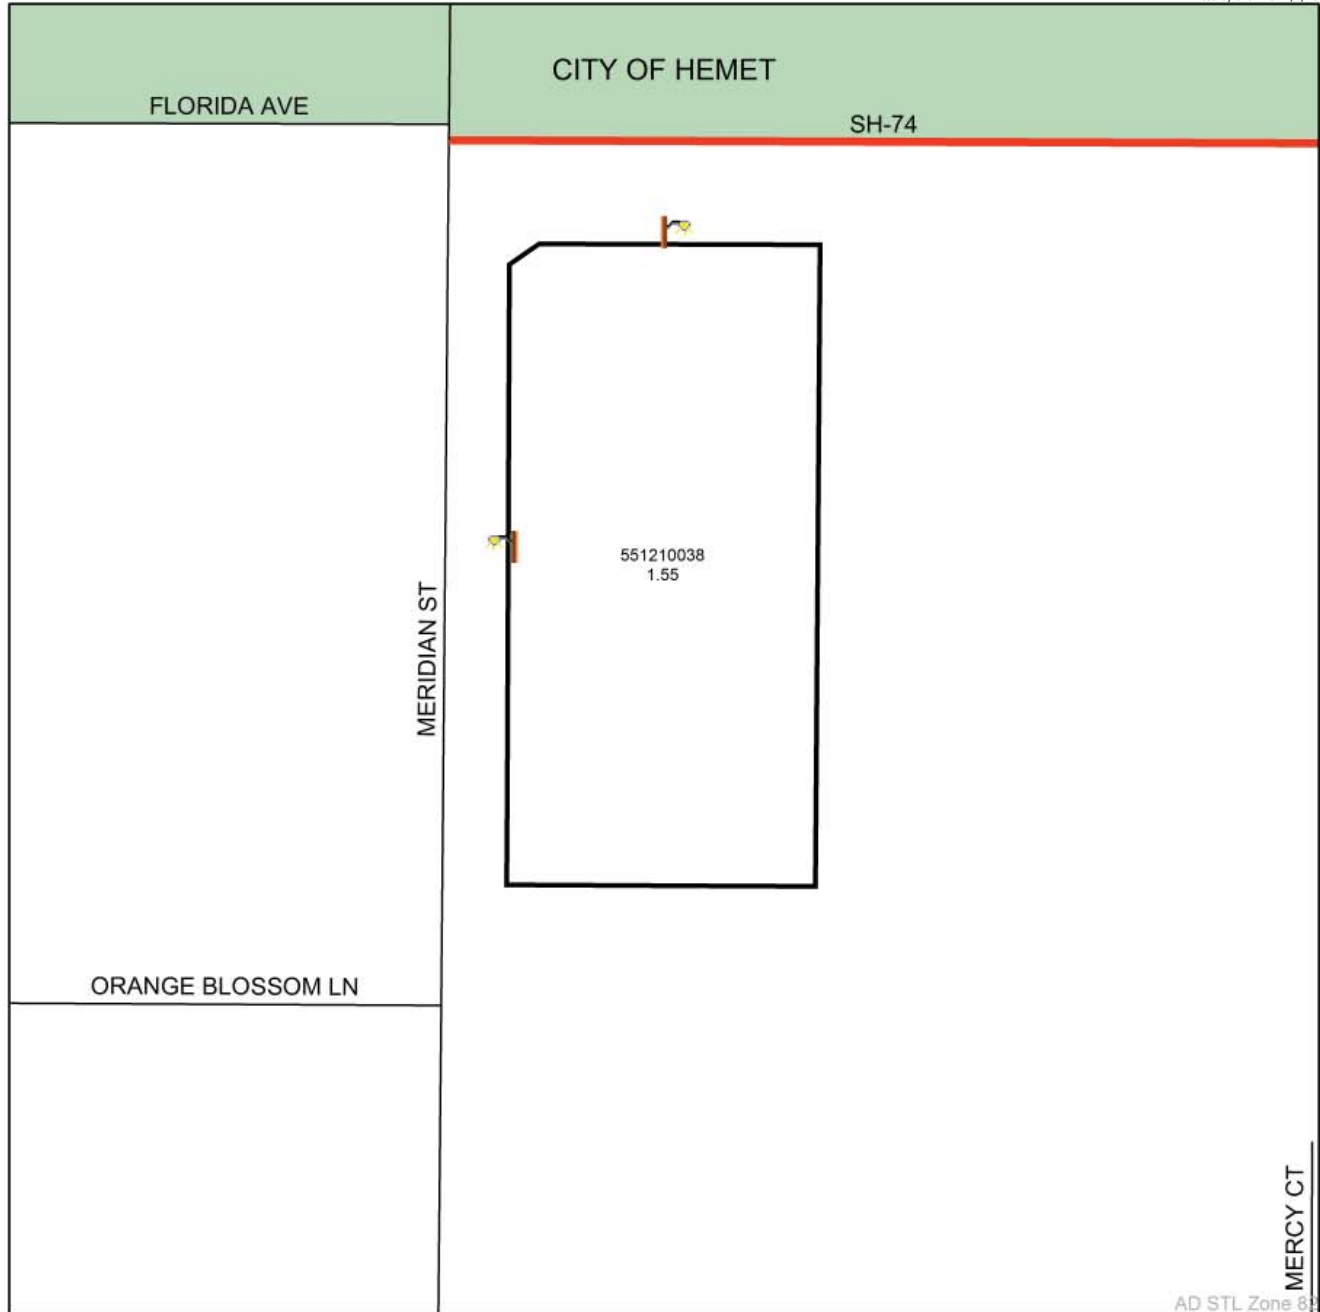 CITY OF HEMET
FLORIDA AVE
SH-74
551210038
1.55
MERIDIAN ST
ORANGE BLOSSOM LN
MERCY CT
AD STL Zone